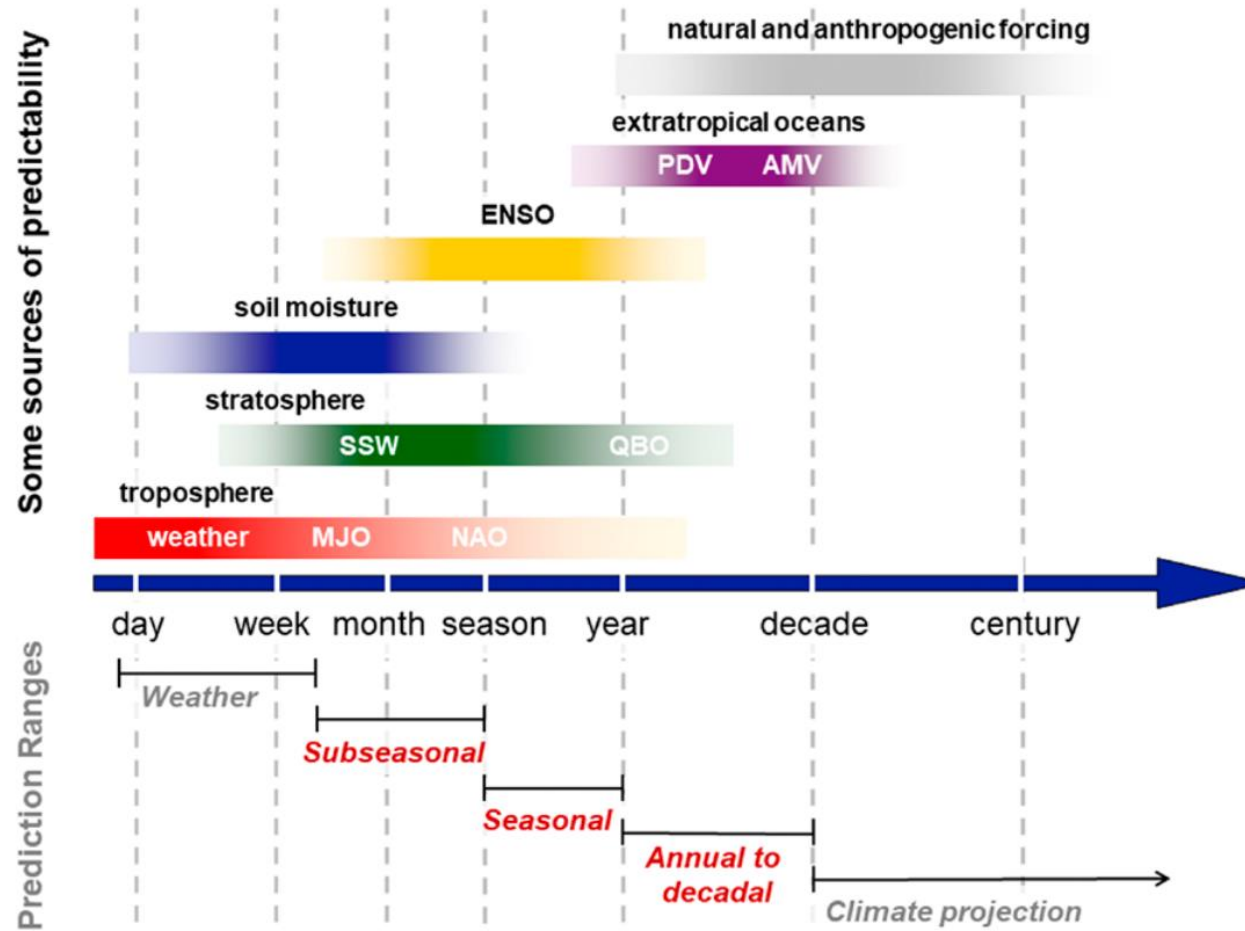 Some sources of predictability
natural and anthropogenic forcing
extratropical oceans
PDV AMV
ENSO
soil moisture
stratosphere
SSW QBO
troposphere
weather MJO NAO
day week month season year decade century
Prediction Ranges
Weather
Subseasonal
Seasonal
Annual to
decadal
Climate projection